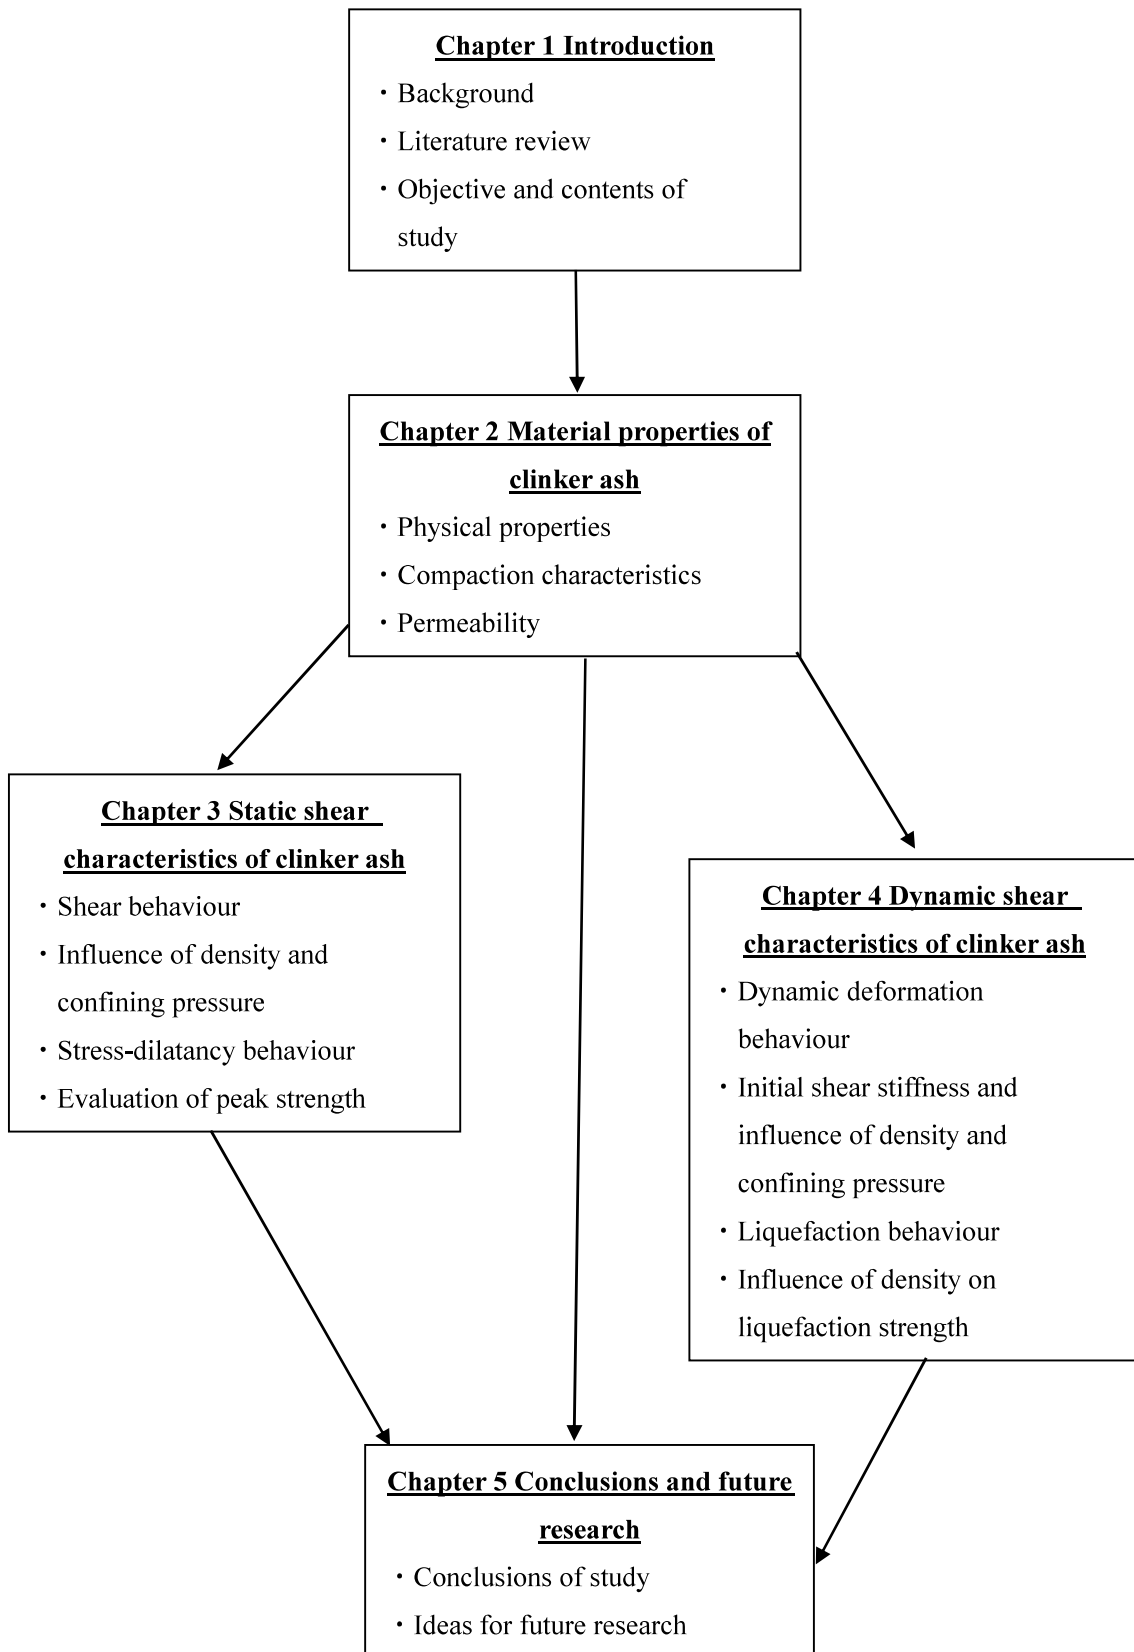 Chapter 1 Introduction
・Background
・Literature review
・Objective and contents of
study
Chapter 2 Material properties of
clinker ash
・Physical properties
・Compaction characteristics
・Permeability
Chapter 3 Static shear
characteristics of clinker ash
・Shear behaviour
・Influence of density and
confining pressure
・Stress-dilatancy behaviour
・Evaluation of peak strength
Chapter 4 Dynamic shear
characteristics of clinker ash
・Dynamic deformation
behaviour
・Initial shear stiffness and
influence of density and
confining pressure
・Liquefaction behaviour
・Influence of density on
liquefaction strength
Chapter 5 Conclusions and future
research
・Conclusions of study
・Ideas for future research